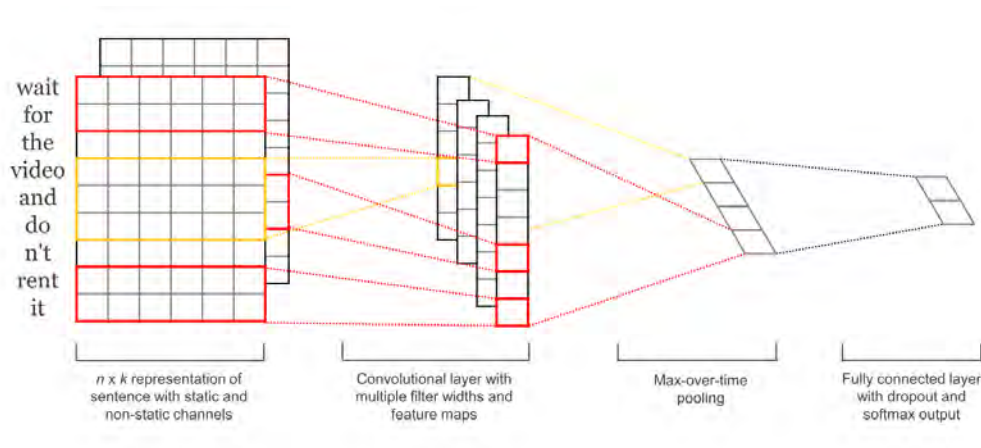 wait
for
the
video
and
do
n't
rent
it
n x k representation of
sentence with static and
non-static channels
Convolutional layer with
multiple filter widths and
feature maps
Max-over-time
pooling
Fully connected layer
with dropout and
softmax output